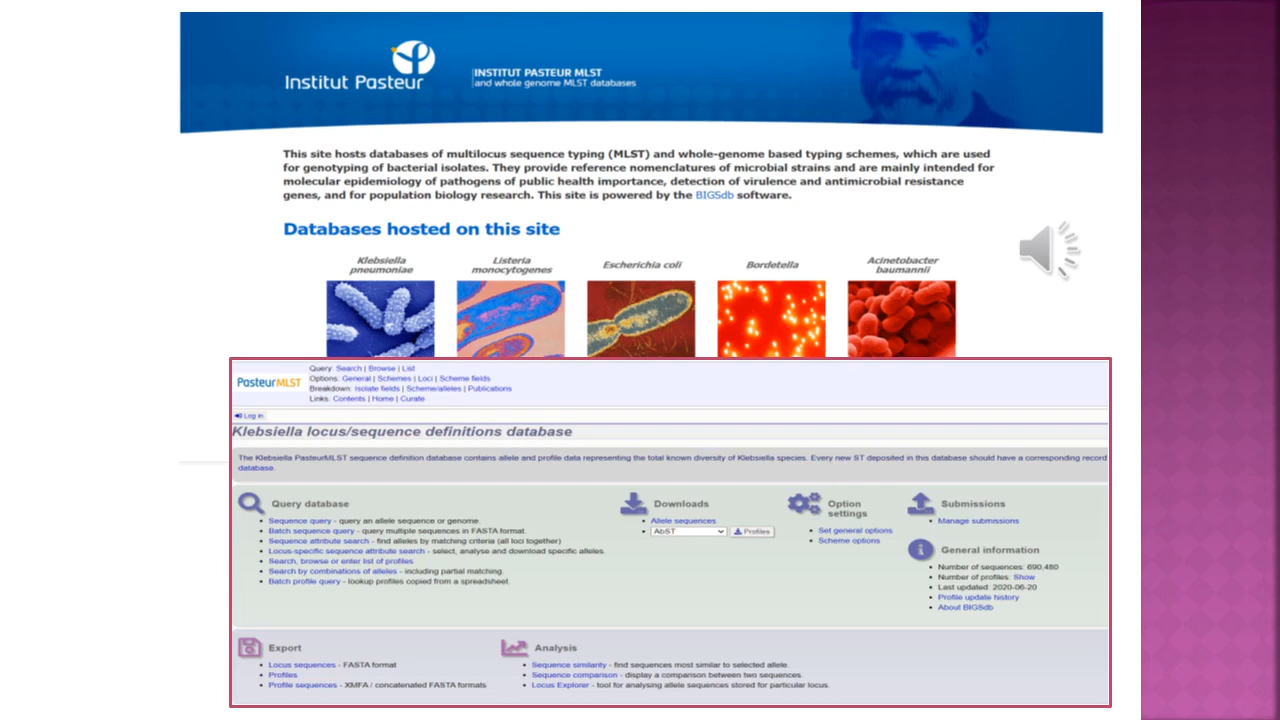 Institut Pasteur
INSTITUT PASTEUR MLST
and whole genome MLST databases
This site hosts databases of multilocus sequence typing (MLST) and whole-genome based typing schemes, which are used
for genotyping of bacterial isolates. They provide reference nomenclatures of microbial strains and are mainly intended for
molecular epidemiology of pathogens of public health importance, detection of virulence and antimicrobial resistance
genes, and for population biology research. This site is powered by the BIGSdb software.
Databases hosted on this site
Klebsiella
pneumoniae
Listeria
monocytogenes
Escherichia coli
Bordetella
Acinetobacter
baumannii
PasteurMLST
Query: Search | Browse | List
Options: General | Schemes | Loci | Scheme fields
Breakdown: Isolate fields | Scheme/alleles | Publications
Links: Contents | Home | Curate
Log in
Klebsiella locus/sequence definitions database
The Klebsiella PasteurMLST sequence definition database contains allele and profile data representing the total known diversity of Klebsiella species. Every new ST deposited in this database should have a corresponding record
database.
Query database
• Sequence query - query an allele sequence or genome.
• Batch sequence query - query multiple sequences in FASTA format.
• Sequence attribute search - find alleles by matching criteria (all loci together)
• Locus-specific sequence attribute search - select, analyse and download specific alleles.
• Search, browse or enter list of profiles
• Search by combinations of alleles - including partial matching.
• Batch profile query - lookup profiles copied from a spreadsheet.
Downloads
• Allele sequences
• AbST Profiles
Option
settings
• Set general options
• Scheme options
Submissions
• Manage submissions
General information
• Number of sequences: 690,480
• Number of profiles: Show
• Last updated: 2020-06-20
• Profile update history
• About BIGSdb
Export
• Locus sequences - FASTA format
• Profiles
• Profile sequences - XMFA / concatenated FASTA formats
Analysis
• Sequence similarity - find sequences most similar to selected allele.
• Sequence comparison - display a comparison between two sequences.
• Locus Explorer - tool for analysing allele sequences stored for particular locus.